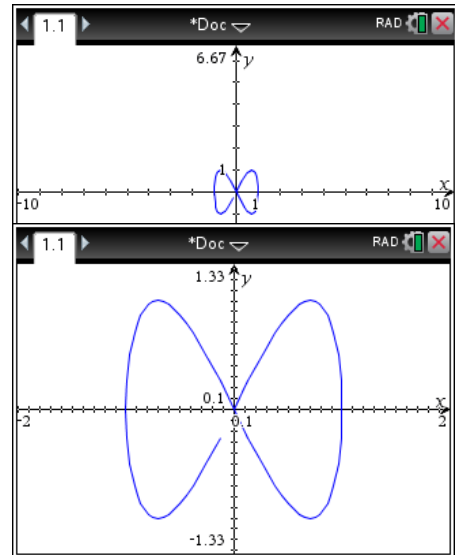 1.1 *Doc RAD
6.67 y
1
x
-10 1 10
1.1 *Doc RAD
1.33 y
0.1
x
-2 0.1 2
-1.33